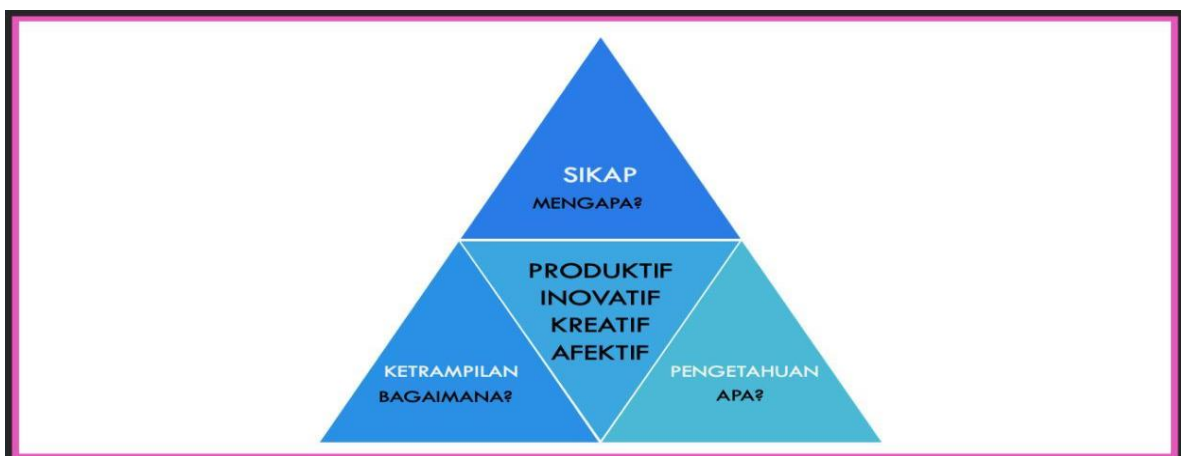 SIKAP
MENGAPA?
PRODUKTIF
INOVATIF
KREATIF
AFEKTIF
KETRAMPILAN
BAGAIMANA?
PENGETAHUAN
APA?